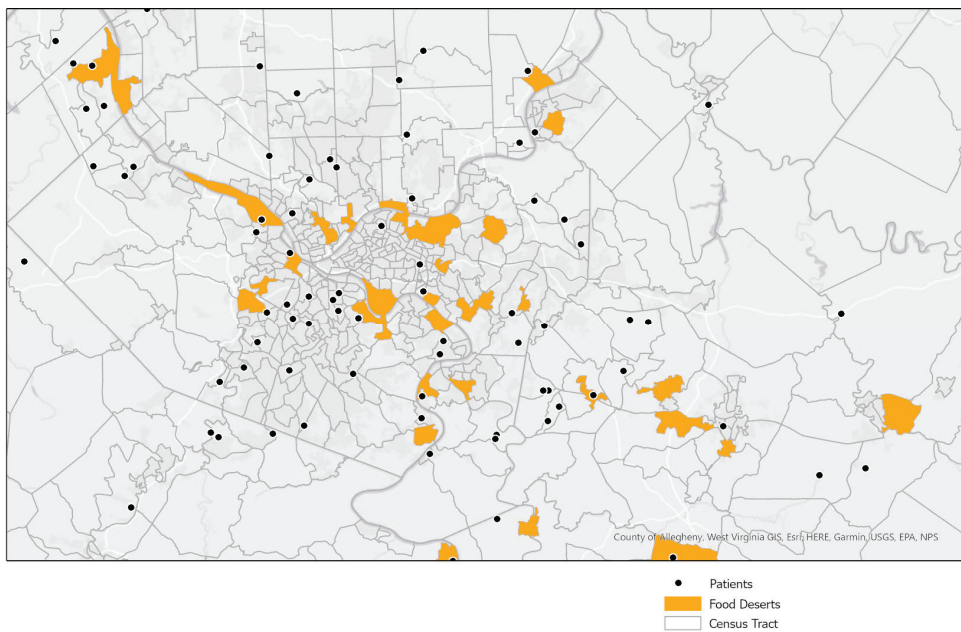 County of Allegheny, West Virginia GIS, Esri, HERE, Garmin, USGS, EPA, NPS
Patients
Food Deserts
Census Tract